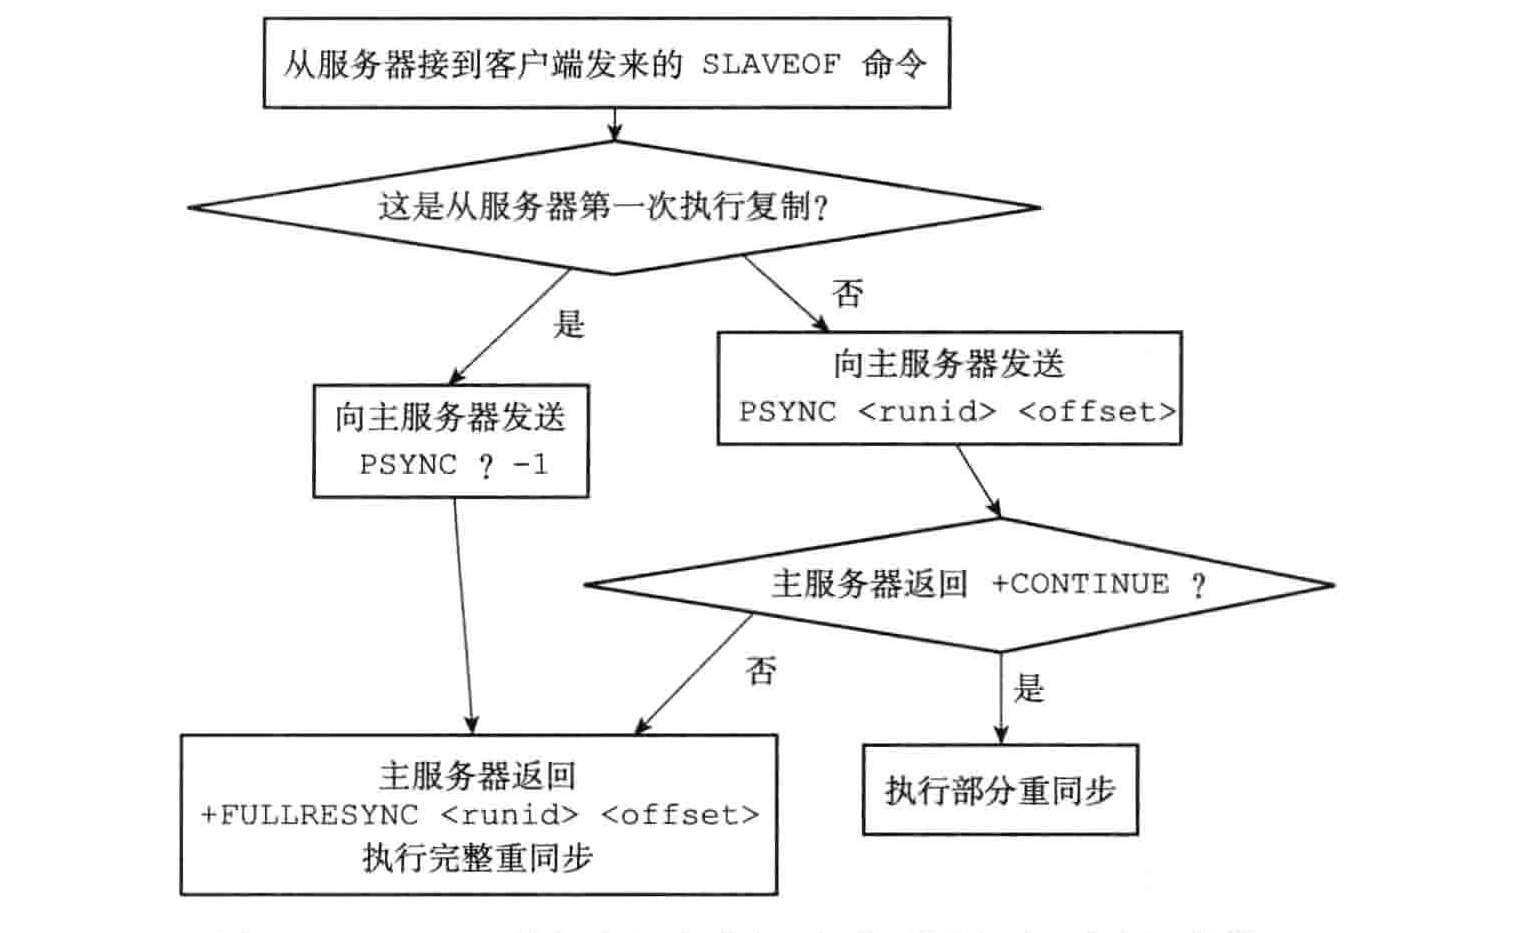 从服务器接到客户端发来的 SLAVEOF 命令
这是从服务器第一次执行复制?
否
是
向主服务器发送
PSYNC <runid> <offset>
向主服务器发送
PSYNC ? -1
主服务器返回 +CONTINUE ?
否
是
主服务器返回
+FULLRESYNC <runid> <offset>
执行完整重同步
执行部分重同步